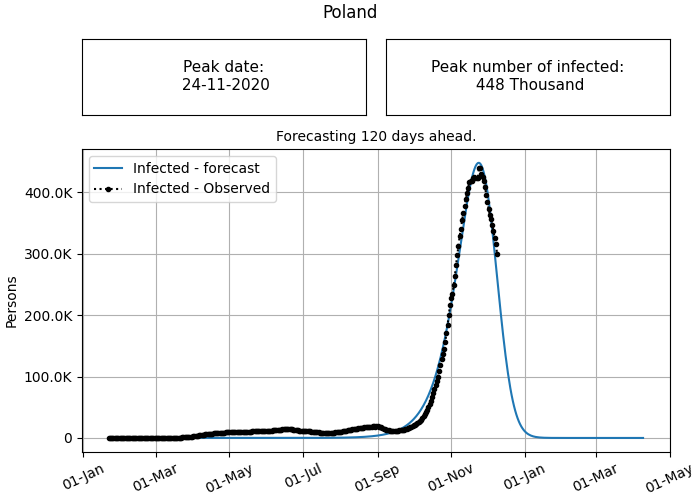 Poland
Peak date:
24-11-2020
Peak number of infected:
448 Thousand
Forecasting 120 days ahead.
Infected - forecast
Infected - Observed
400.0K
300.0K
200.0K
100.0K
0
Persons
01-Jan
01-Mar
01-May
01-Jul
01-Sep
01-Nov
01-Jan
01-Mar
01-May